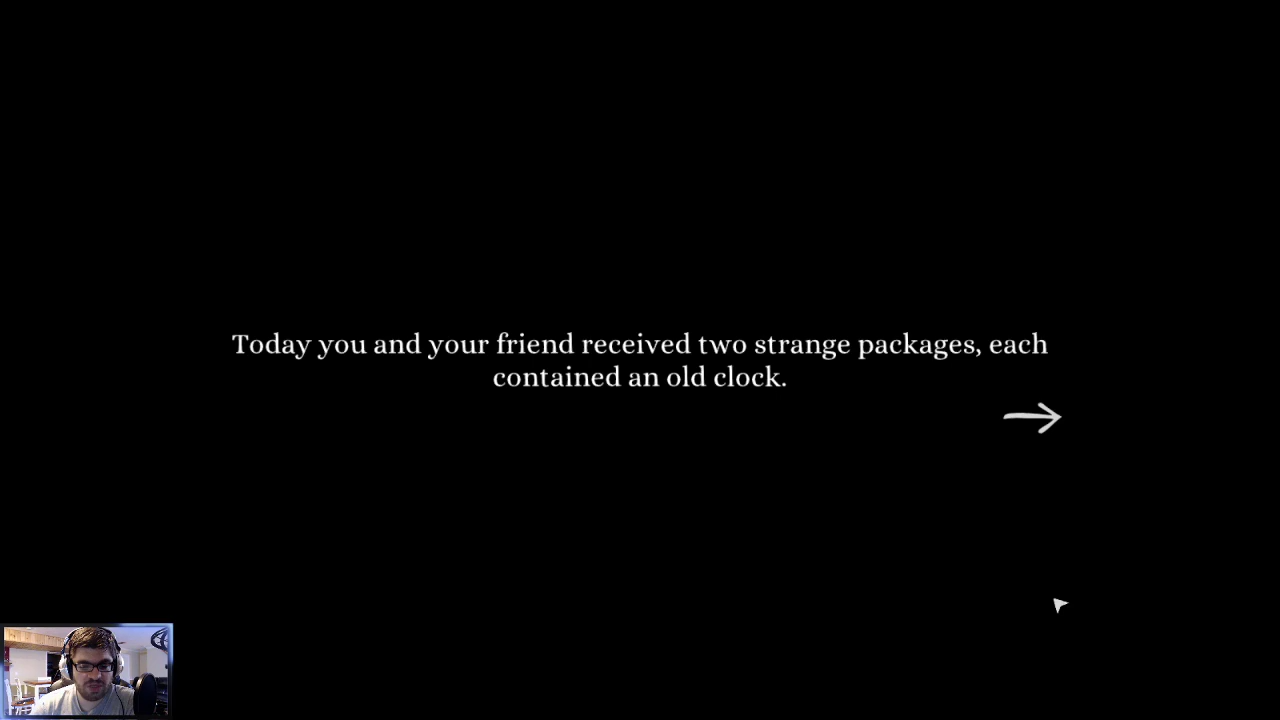 Today you and your friend received two strange packages, each
contained an old clock.